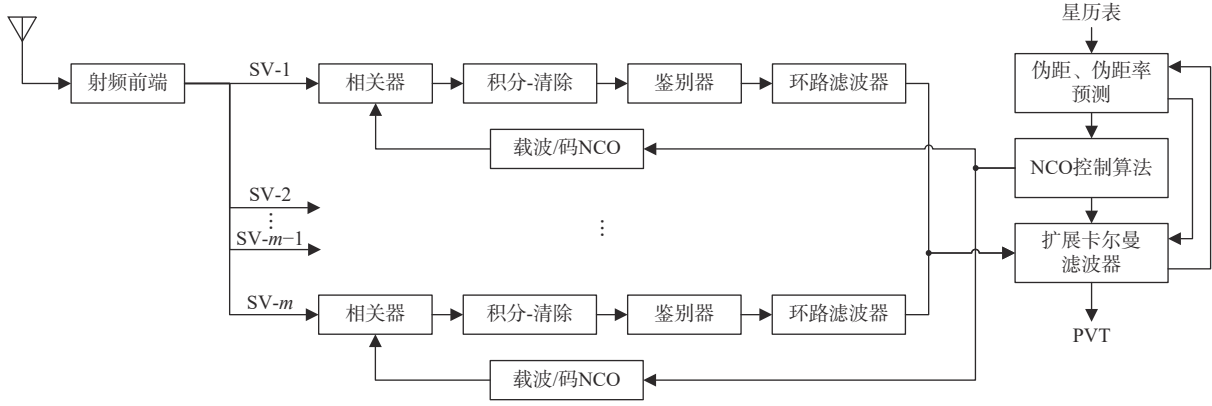 星历表
射频前端
SV-1
相关器
积分-清除
鉴别器
环路滤波器
伪距、伪距率
预测
载波/码NCO
NCO控制算法
SV-2
⋮
SV-m−1
⋮
扩展卡尔曼
滤波器
SV-m
相关器
积分-清除
鉴别器
环路滤波器
PVT
载波/码NCO